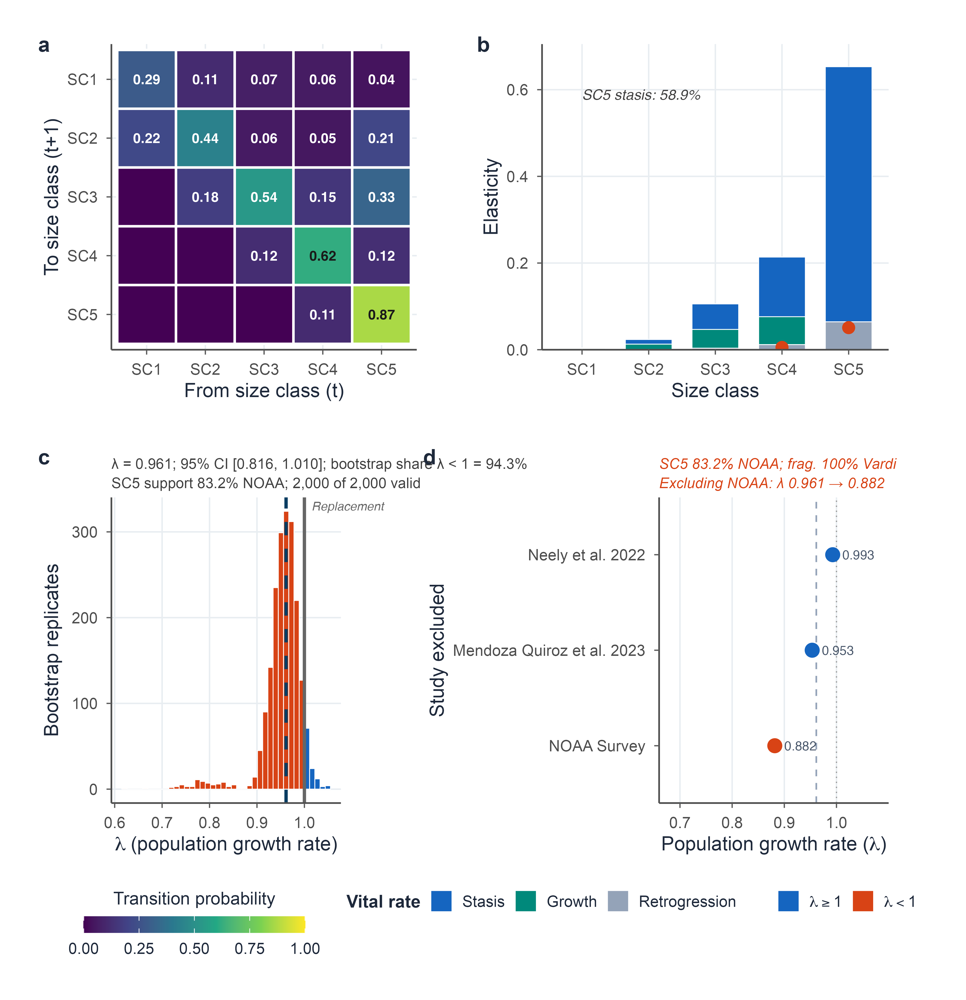 a
SC1 0.29 0.11 0.07 0.06 0.04
SC2 0.22 0.44 0.06 0.05 0.21
SC3 0.18 0.54 0.15 0.33
SC4 0.12 0.62 0.12
SC5 0.11 0.87
To size class (t+1)
SC1 SC2 SC3 SC4 SC5
From size class (t)
b
SC5 stasis: 58.9%
0.6
0.4
0.2
0.0
Elasticity
SC1 SC2 SC3 SC4 SC5
Size class
c
λ = 0.961; 95% CI [0.816, 1.010]; bootstrap share λ < 1 = 94.3%
SC5 support 83.2% NOAA; 2,000 of 2,000 valid
Replacement
300
200
100
0
Bootstrap replicates
0.6 0.7 0.8 0.9 1.0
λ (population growth rate)
d
SC5 83.2% NOAA; frag. 100% Vardi
Excluding NOAA: λ 0.961 → 0.882
Study excluded
Neely et al. 2022 0.993
Mendoza Quiroz et al. 2023 0.953
NOAA Survey 0.882
0.7 0.8 0.9 1.0
Population growth rate (λ)
Transition probability
0.00 0.25 0.50 0.75 1.00
Vital rate Stasis Growth Retrogression
λ ≥ 1 λ < 1